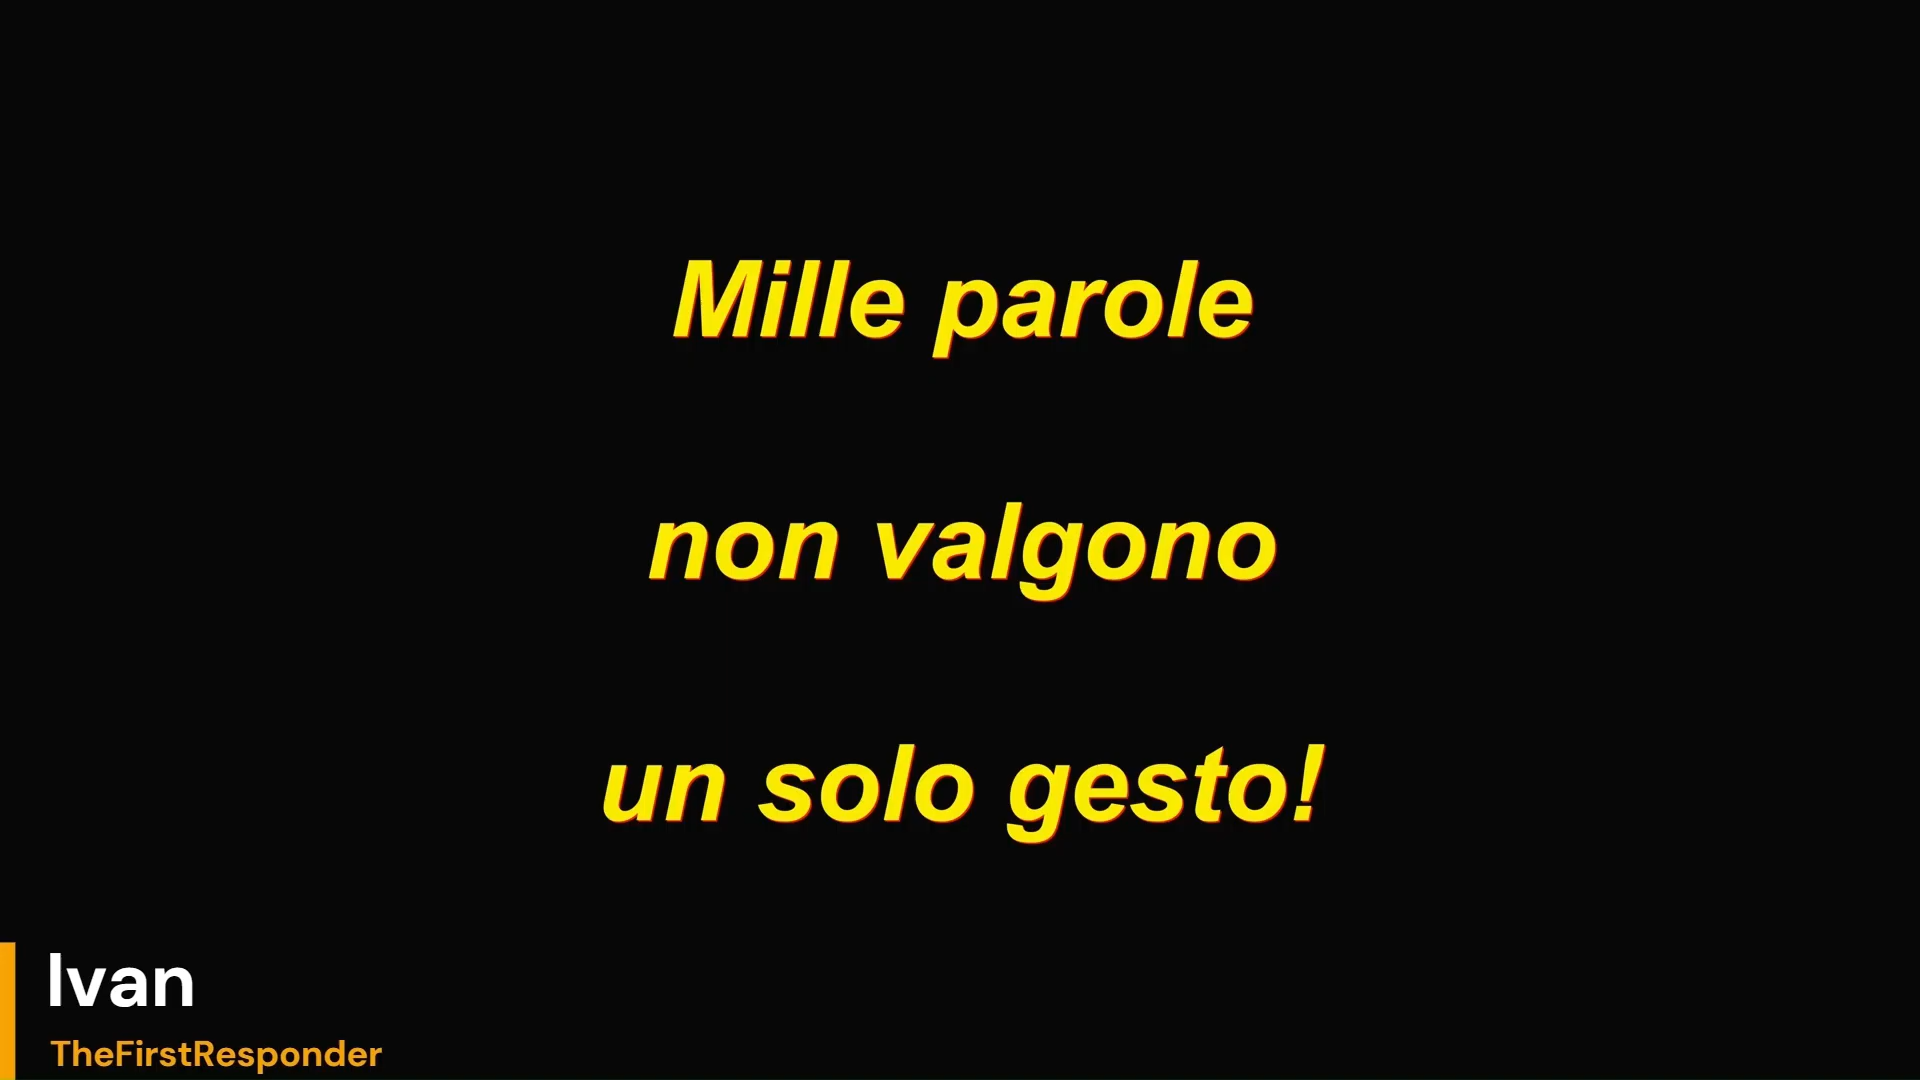 Mille parole
non valgono
un solo gesto!
Ivan
TheFirstResponder